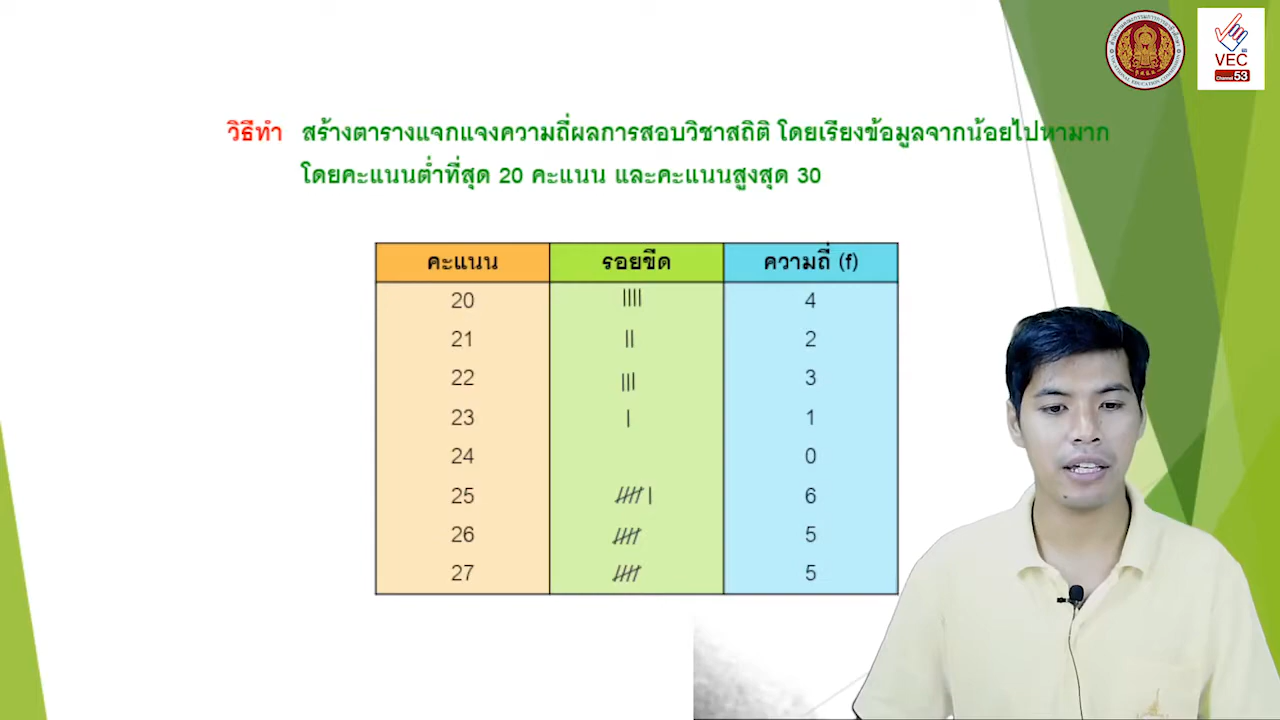 VEC
Channel 53
วิธีทำ สร้างตารางแจกแจงความถี่ผลการสอบวิชาสถิติ โดยเรียงข้อมูลจากน้อยไปหามาก
โดยคะแนนต่ำที่สุด 20 คะแนน และคะแนนสูงสุด 30
คะแนน รอยขีด ความถี่ (f)
20 4
21 2
22 3
23 1
24 0
25 6
26 5
27 5